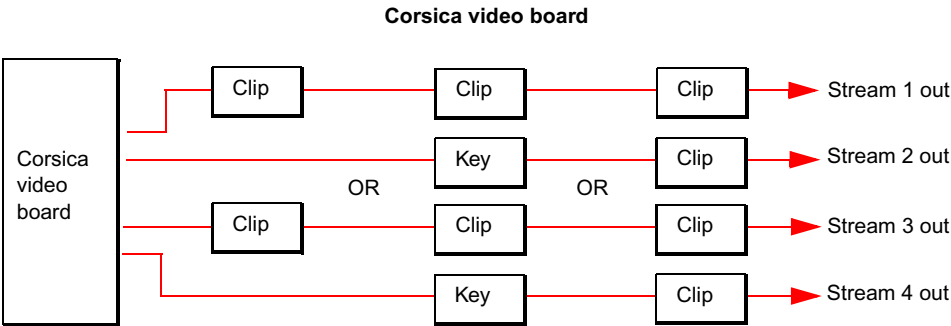 Corsica video board
Clip Clip Clip Stream 1 out
Key Clip Stream 2 out
Corsica
video
board
OR OR
Clip Clip Clip Stream 3 out
Key Clip Stream 4 out